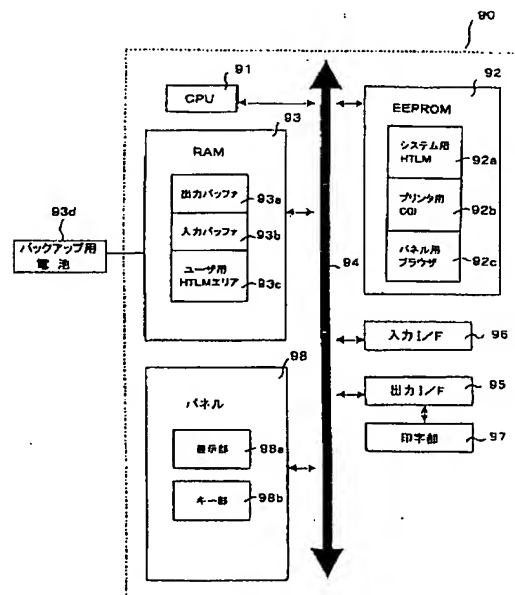 90
91
CPU
92
EEPROM
システム用
HTLM
92a
プリンタ用
CGI
92b
パネル用
ブラウザ
92c
93
RAM
出力バッファ
93a
入力バッファ
93b
ユーザ用
HTLMエリア
93c
93d
バックアップ用
電池
94
入力 I/F
96
出力 I/F
95
印字部
97
98
パネル
表示部
98a
キー部
98b